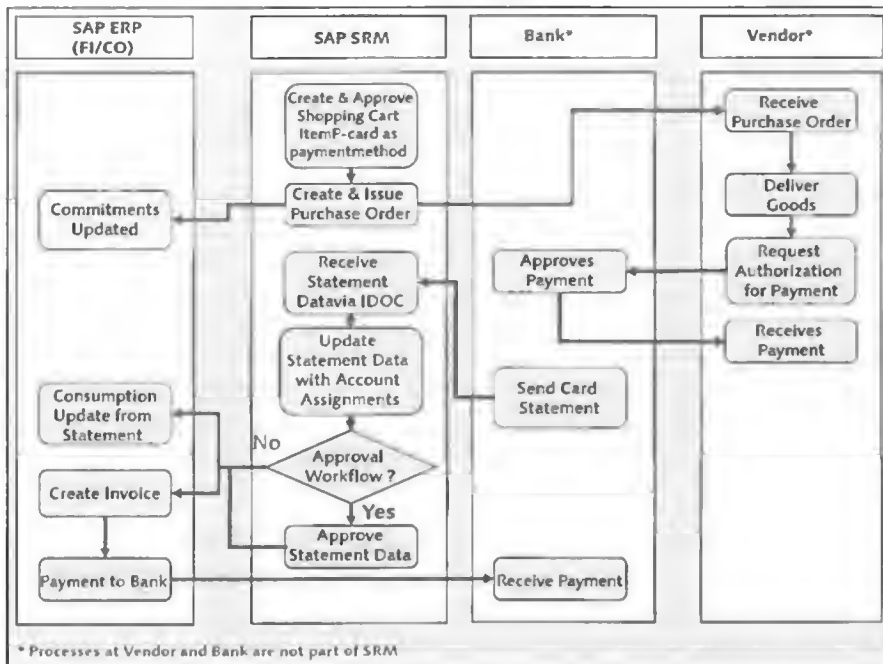 SAP ERP
(FI/CO)
SAP SRM
Bank*
Vendor*
Create & Approve
Shopping Cart
ItemP-card as
paymentmethod
Receive
Purchase Order
Commitments
Updated
Create & Issue
Purchase Order
Deliver
Goods
Receive
Statement
Datavia IDOC
Approves
Payment
Request
Authorization
for Payment
Update
Statement Data
with Account
Assignments
Receives
Payment
Consumption
Update from
Statement
Send Card
Statement
No
Approval
Workflow ?
Create Invoice
Yes
Approve
Statement Data
Payment to Bank
Receive Payment
* Processes at Vendor and Bank are not part of SRM